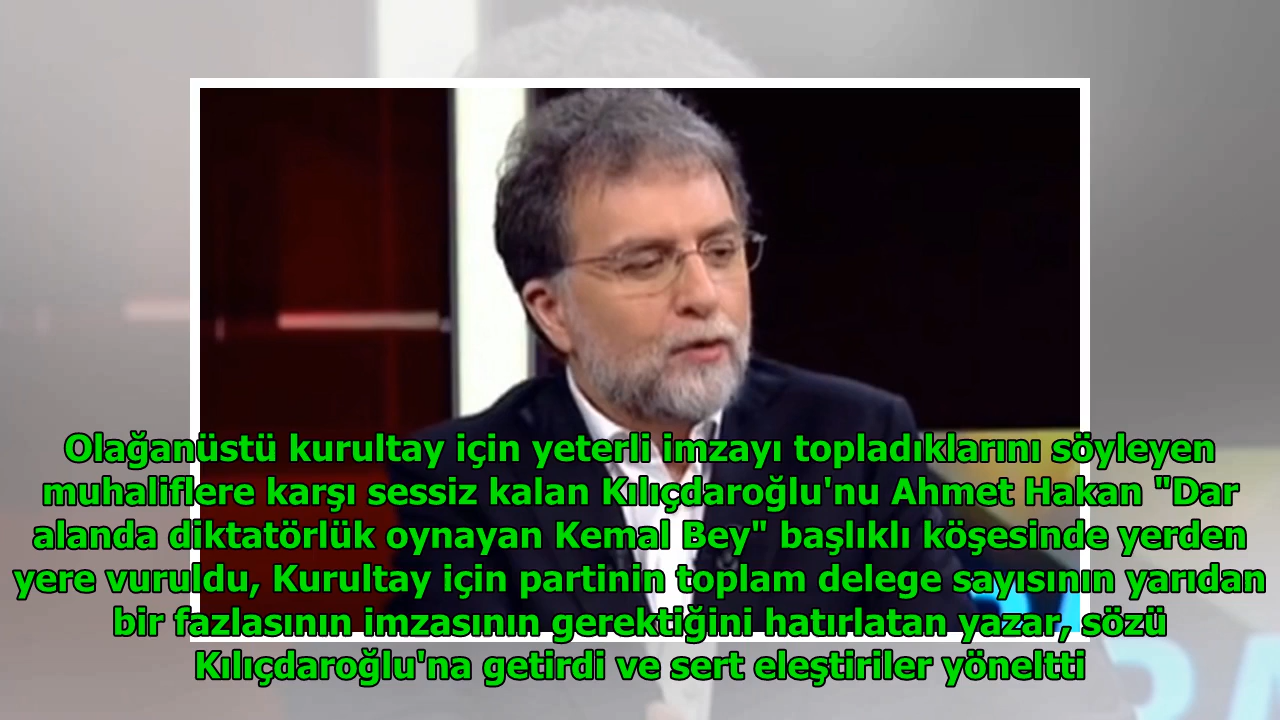 Olağanüstü kurultay için yeterli imzayı topladıklarını söyleyen
muhaliflere karşı sessiz kalan Kılıçdaroğlu'nu Ahmet Hakan "Dar
alanda diktatörlük oynayan Kemal Bey" başlıklı köşesinde yerden
yere vuruldu, Kurultay için partinin toplam delege sayısının yarıdan
bir fazlasının imzasının gerektiğini hatırlatan yazar, sözü
Kılıçdaroğlu'na getirdi ve sert eleştiriler yöneltti